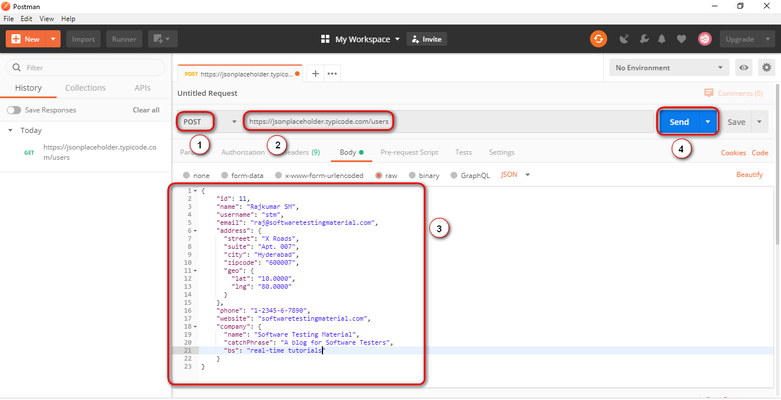 Postman
File Edit View Help
New Import Runner My Workspace Invite Upgrade
Filter
History Collections APIs
Save Responses Clear all
Today
GET https://jsonplaceholder.typicode.co
m/users
POST https://jsonplaceholder.typico...
No Environment
Untitled Request
Comments (0)
POST https://jsonplaceholder.typicode.com/users Send Save
1 2 4
Authorization Headers (9) Body Pre-request Script Tests Settings Cookies Code
none form-data x-www-form-urlencoded raw binary GraphQL JSON Beautify
1 {
2 "id": 11,
3 "name": "Rajkumar SM",
4 "username": "stm",
5 "email": "raj@softwaretestingmaterial.com",
6 "address": {
7 "street": "X Roads",
8 "suite": "Apt. 007",
9 "city": "Hyderabad",
10 "zipcode": "600007",
11 "geo": {
12 "lat": "10.0000",
13 "lng": "80.0000"
14 }
15 },
16 "phone": "1-2345-6-7890",
17 "website": "softwaretestingmaterial.com",
18 "company": {
19 "name": "Software Testing Material",
20 "catchPhrase": "A blog for Software Testers",
21 "bs": "real-time tutorials
22 }
23 }
3